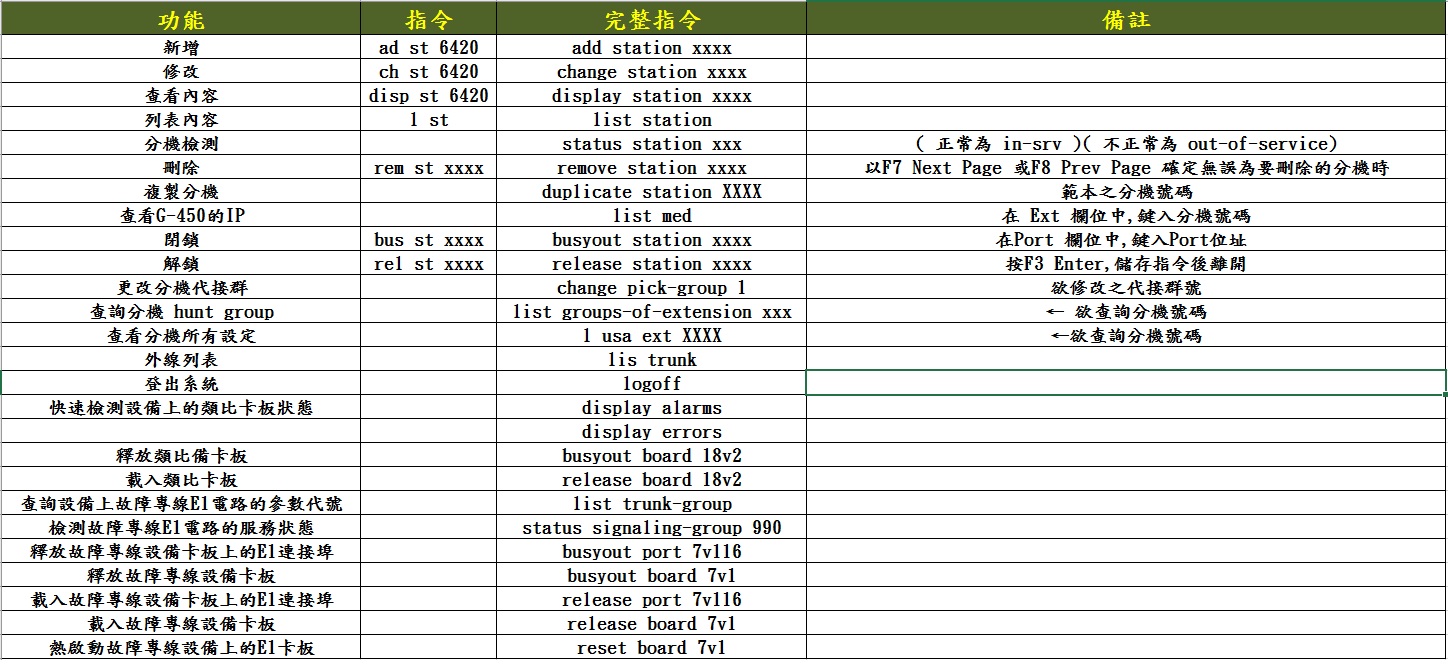 功能 指令 完整指令 備註
新增 ad st 6420 add station xxxx
修改 ch st 6420 change station xxxx
查看內容 disp st 6420 display station xxxx
列表內容 l st list station
分機檢測 status station xxx ( 正常為 in-srv )( 不正常為 out-of-service)
刪除 rem st xxxx remove station xxxx 以F7 Next Page 或F8 Prev Page 確定無誤為要刪除的分機時
複製分機 duplicate station XXXX 範本之分機號碼
查看G-450的IP list med 在 Ext 欄位中,鍵入分機號碼
閉鎖 bus st xxxx busyout station xxxx 在Port 欄位中,鍵入Port位址
解鎖 rel st xxxx release station xxxx 按F3 Enter,儲存指令後離開
更改分機代接群 change pick-group 1 欲修改之代接群號
查詢分機 hunt group list groups-of-extension xxx ← 欲查詢分機號碼
查看分機所有設定 l usa ext XXXX ←欲查詢分機號碼
外線列表 lis trunk
登出系統 logoff
快速檢測設備上的類比卡板狀態 display alarms
display errors
釋放類比備卡板 busyout board 18v2
載入類比卡板 release board 18v2
查詢設備上故障專線E1電路的參數代號 list trunk-group
檢測故障專線E1電路的服務狀態 status signaling-group 990
釋放故障專線設備卡板上的E1連接埠 busyout port 7v116
釋放故障專線設備卡板 busyout board 7v1
載入故障專線設備卡板上的E1連接埠 release port 7v116
載入故障專線設備卡板 release board 7v1
熱啟動故障專線設備上的E1卡板 reset board 7v1